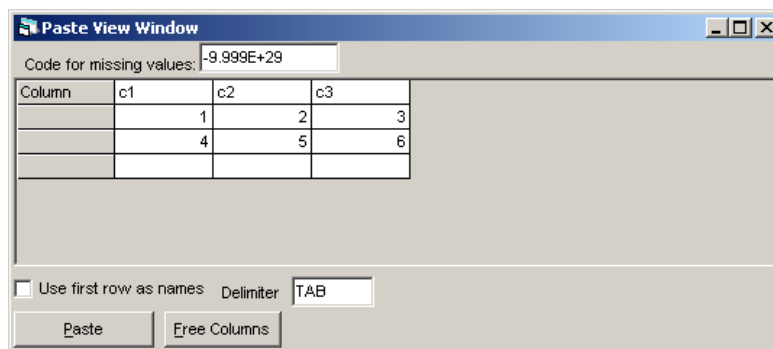 Paste View Window
Code for missing values: -9.999E+29
Column c1 c2 c3
1 2 3
4 5 6
Use first row as names Delimiter TAB
Paste Free Columns